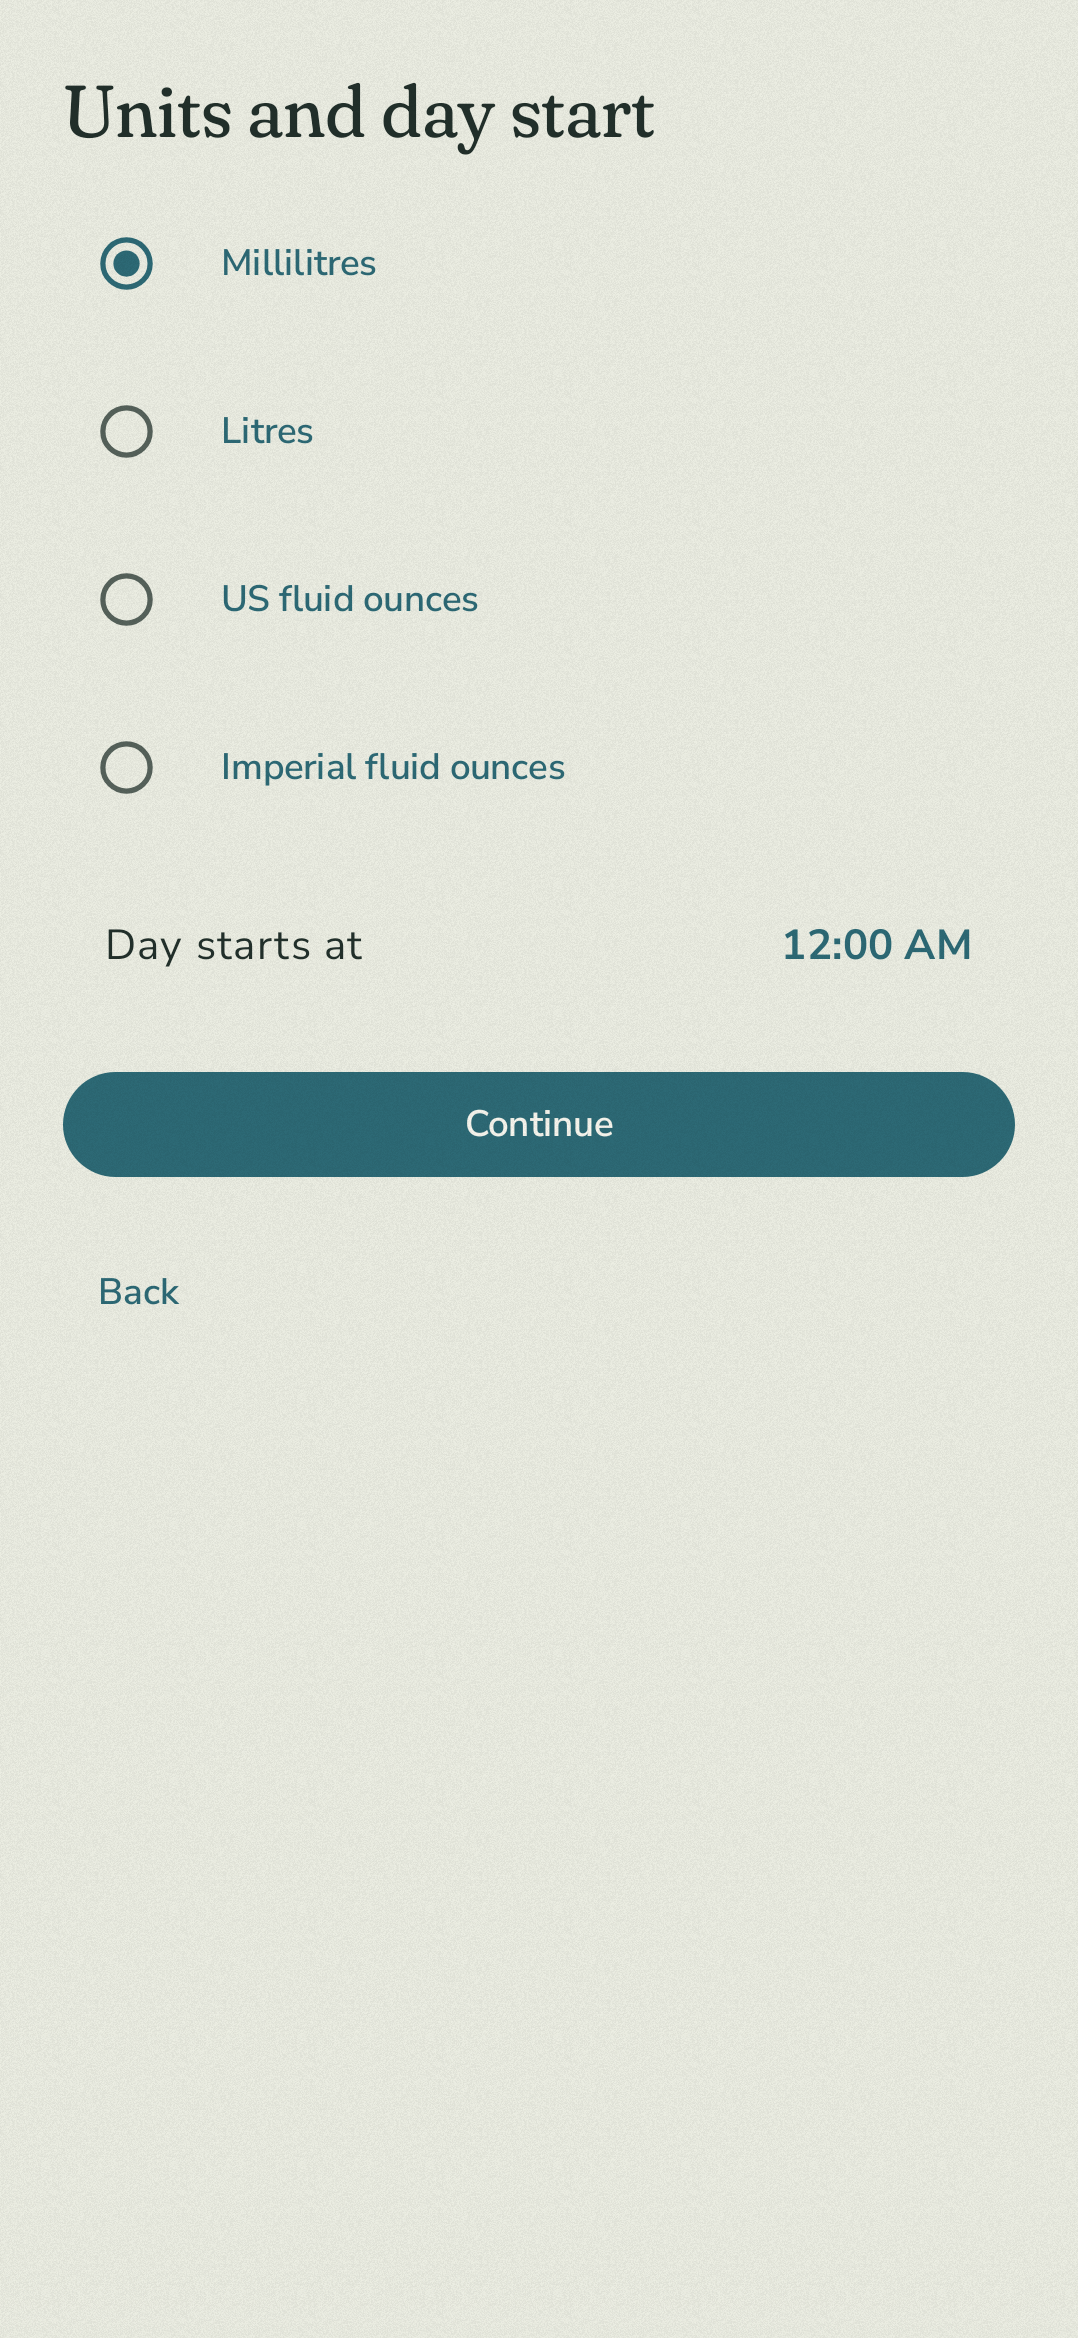 Units and day start
Millilitres
Litres
US fluid ounces
Imperial fluid ounces
Day starts at 12:00 AM
Continue
Back